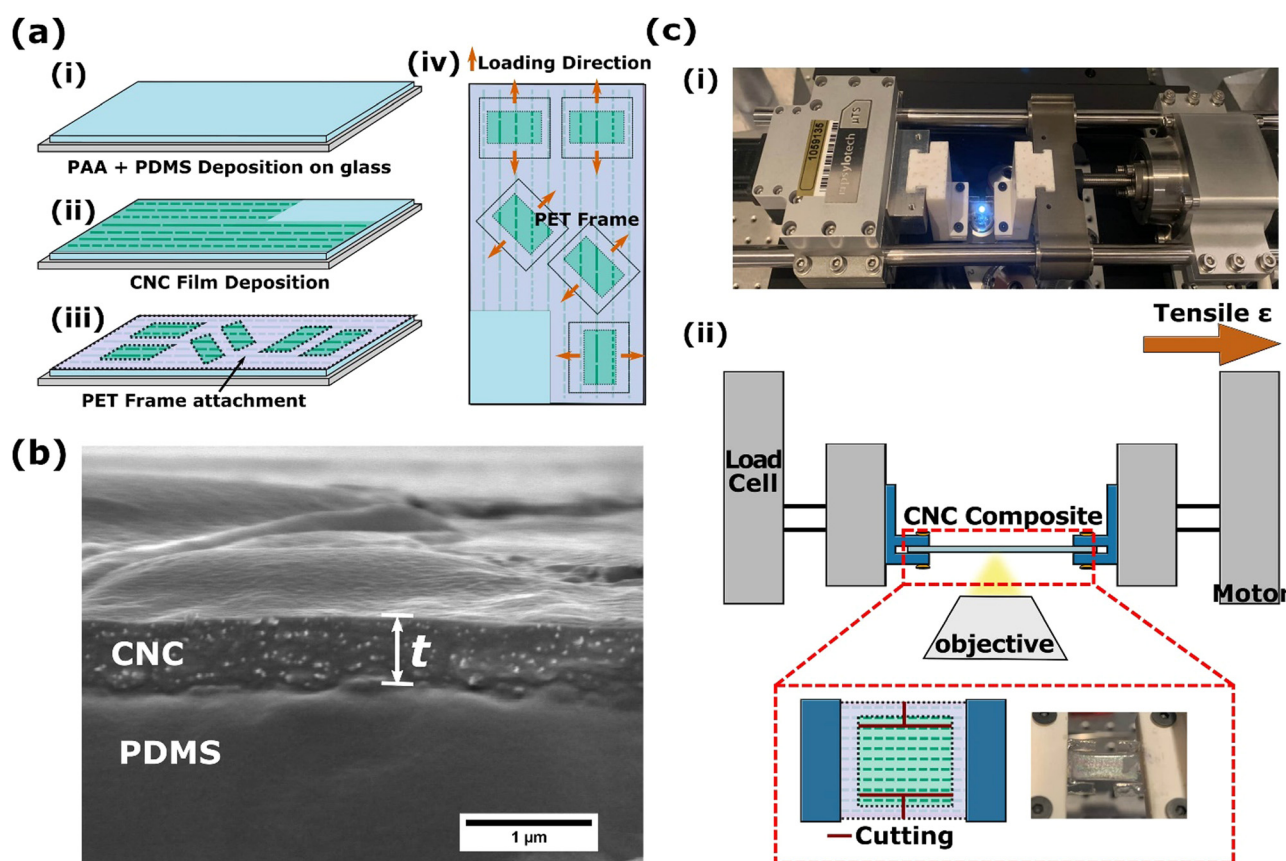 (a)
(i)
PAA + PDMS Deposition on glass
(ii)
CNC Film Deposition
(iii)
PET Frame attachment
(iv)
Loading Direction
PET Frame
(b)
CNC
t
PDMS
1 µm
(c)
(i)
1059135
psylotech
µTS
(ii)
Tensile ε
Load
Cell
CNC Composite
Motor
objective
Cutting